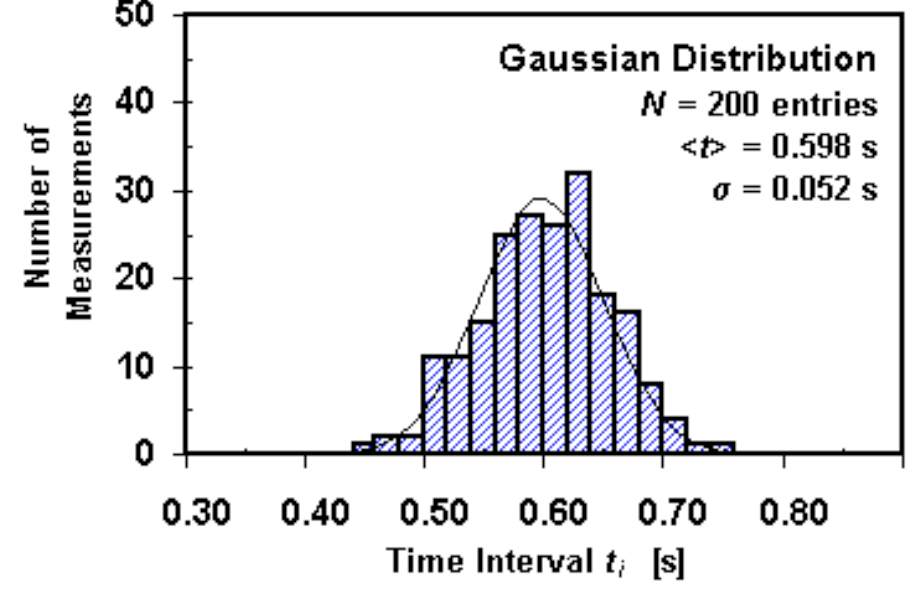 50
40
30
20
10
0
Number of
Measurements
Gaussian Distribution
N = 200 entries
<t> = 0.598 s
σ = 0.052 s
0.30 0.40 0.50 0.60 0.70 0.80
Time Interval tᵢ [s]